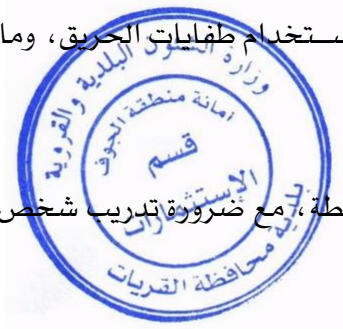 ستخدام طفايات الحريق، وما
وزارة الشئون البلدية والقروية
أمانة منطقة الجوف
قسم
الإستثمارات
بلدية محافظة القريات
طة، مع ضرورة تدريب شخص